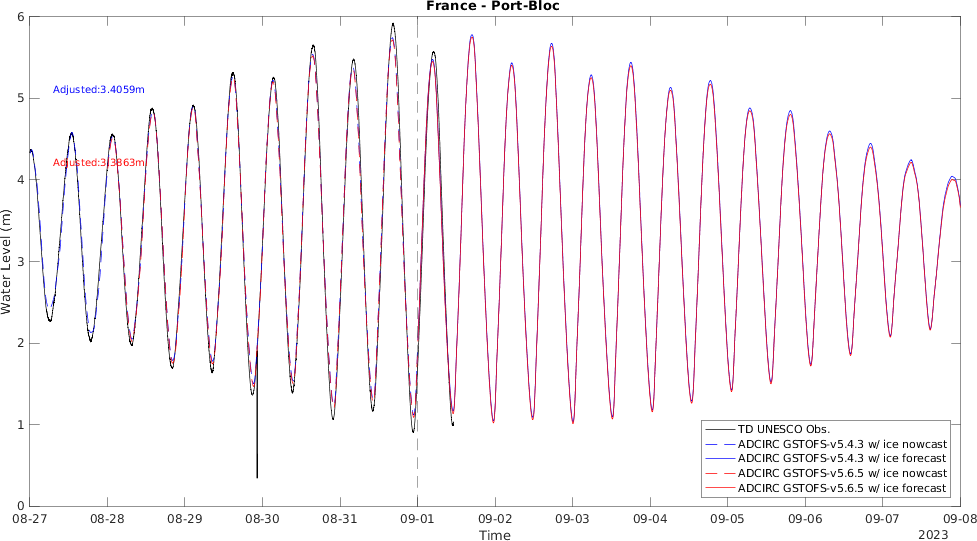 France - Port-Bloc
6
5
4
3
2
1
0
Water Level (m)
Adjusted:3.4059m
Adjusted:3.3863m
TD UNESCO Obs.
ADCIRC GSTOFS-v5.4.3 w/ ice nowcast
ADCIRC GSTOFS-v5.4.3 w/ ice forecast
ADCIRC GSTOFS-v5.6.5 w/ ice nowcast
ADCIRC GSTOFS-v5.6.5 w/ ice forecast
08-27 08-28 08-29 08-30 08-31 09-01 09-02 09-03 09-04 09-05 09-06 09-07 09-08
Time
2023